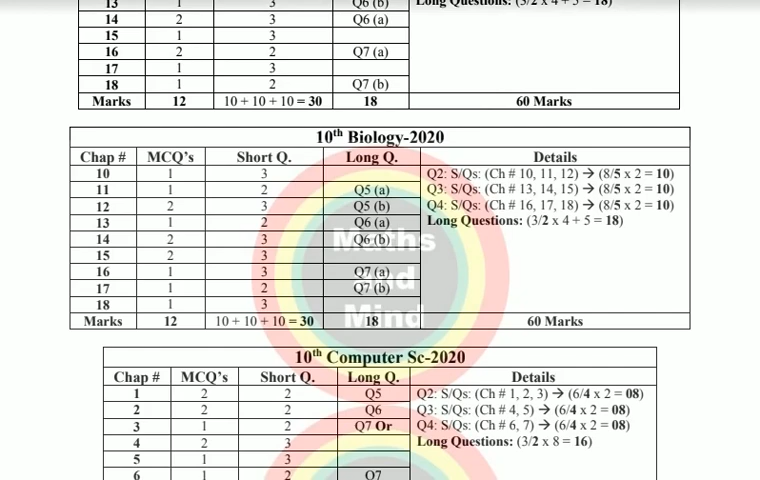 13 1 3 Q6 (b) Long Questions: (3/2 x 4 + 5 = 18)
14 2 3 Q6 (a)
15 1 3
16 2 2 Q7 (a)
17 1 3
18 1 2 Q7 (b)
Marks 12 10 + 10 + 10 = 30 18 60 Marks
10th Biology-2020
Chap # MCQ’s Short Q. Long Q. Details
10 1 3 Q2: S/Qs: (Ch # 10, 11, 12) → (8/5 x 2 = 10)
11 1 2 Q5 (a) Q3: S/Qs: (Ch # 13, 14, 15) → (8/5 x 2 = 10)
12 2 3 Q5 (b) Q4: S/Qs: (Ch # 16, 17, 18) → (8/5 x 2 = 10)
13 1 2 Q6 (a) Long Questions: (3/2 x 4 + 5 = 18)
14 2 3 Q6 (b)
15 2 3
16 1 3 Q7 (a)
17 1 2 Q7 (b)
18 1 3
Marks 12 10 + 10 + 10 = 30 18 60 Marks
Maths
and
Mind
10th Computer Sc-2020
Chap # MCQ’s Short Q. Long Q. Details
1 2 2 Q5 Q2: S/Qs: (Ch # 1, 2, 3) → (6/4 x 2 = 08)
2 2 2 Q6 Q3: S/Qs: (Ch # 4, 5) → (6/4 x 2 = 08)
3 1 2 Q7 Or Q4: S/Qs: (Ch # 6, 7) → (6/4 x 2 = 08)
4 2 3 Long Questions: (3/2 x 8 = 16)
5 1 3
6 1 2 Q7